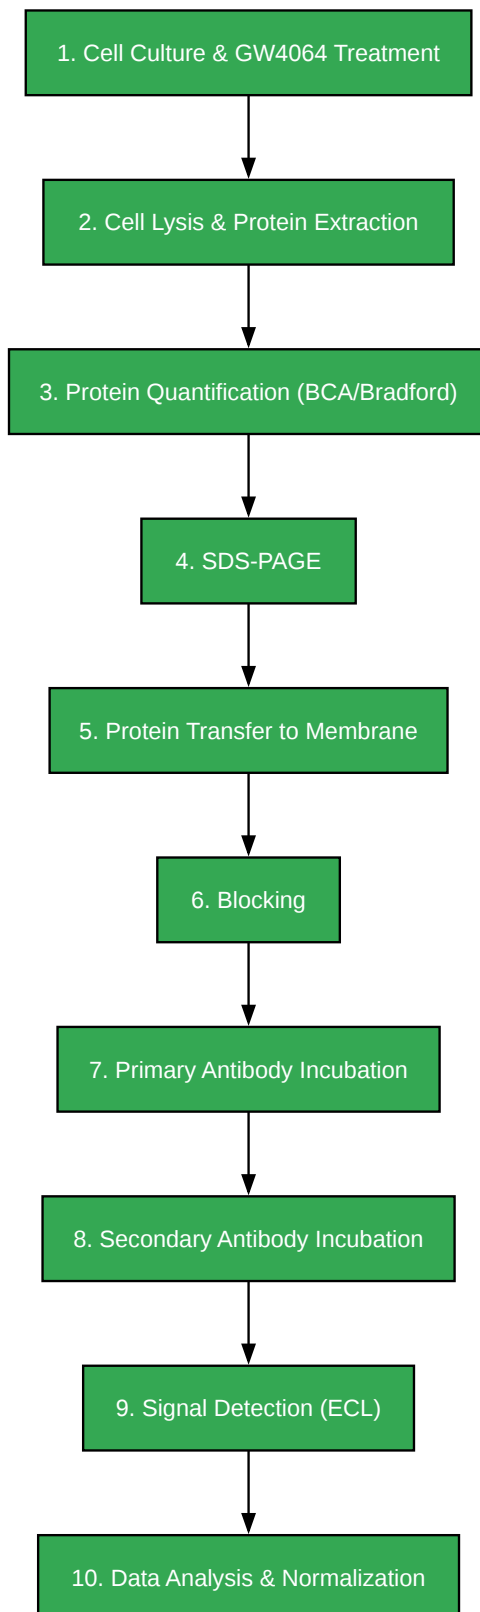 1. Cell Culture & GW4064 Treatment
2. Cell Lysis & Protein Extraction
3. Protein Quantification (BCA/Bradford)
4. SDS-PAGE
5. Protein Transfer to Membrane
6. Blocking
7. Primary Antibody Incubation
8. Secondary Antibody Incubation
9. Signal Detection (ECL)
10. Data Analysis & Normalization